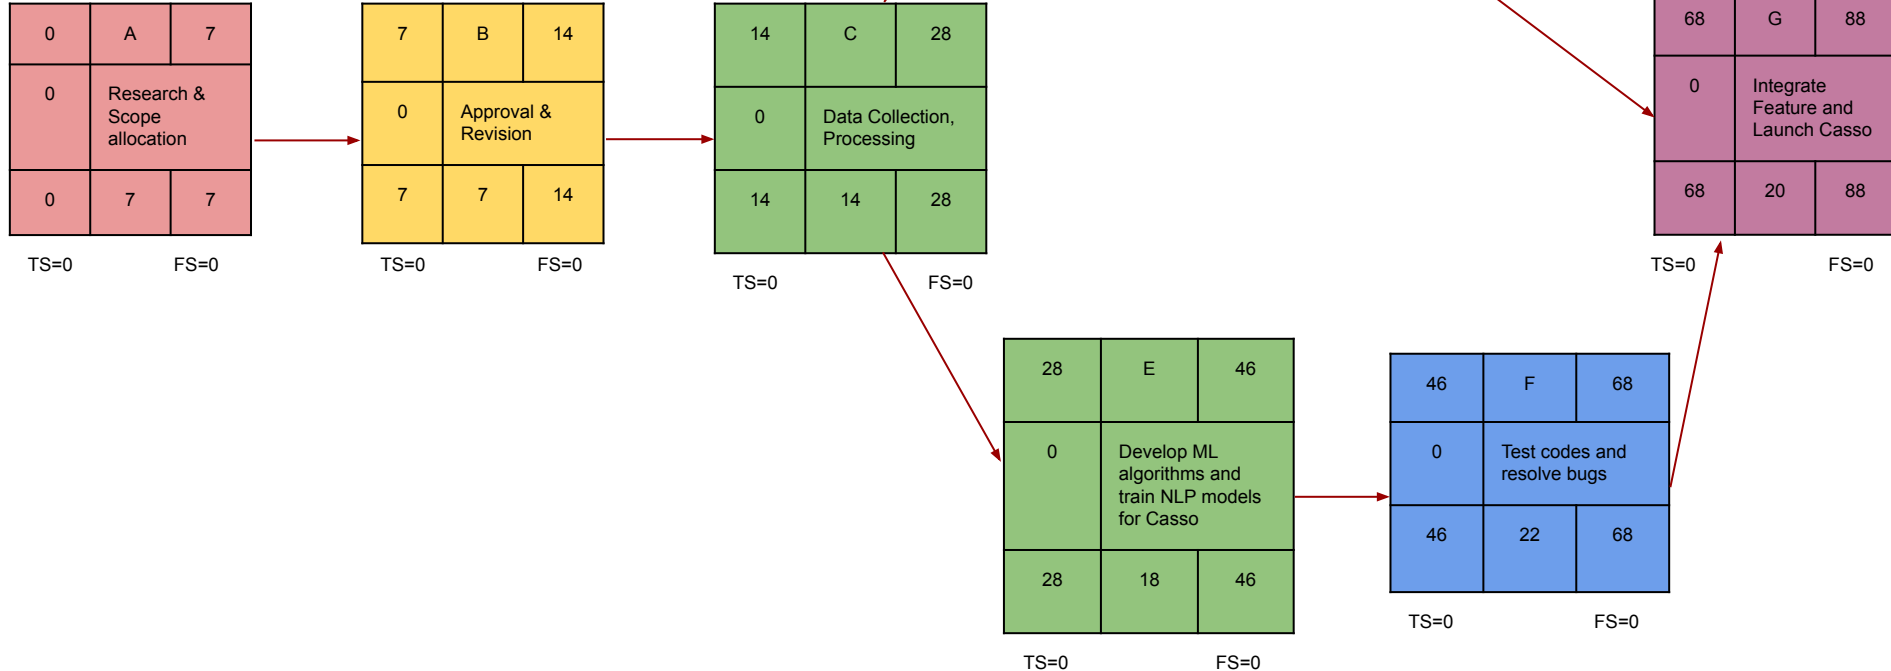 0 A 7
0 Research &
Scope
allocation
0 7 7
TS=0 FS=0
7 B 14
0 Approval &
Revision
7 7 14
TS=0 FS=0
14 C 28
0 Data Collection,
Processing
14 14 28
TS=0 FS=0
68 G 88
0 Integrate
Feature and
Launch Casso
68 20 88
TS=0 FS=0
28 E 46
0 Develop ML
algorithms and
train NLP models
for Casso
28 18 46
TS=0 FS=0
46 F 68
0 Test codes and
resolve bugs
46 22 68
TS=0 FS=0